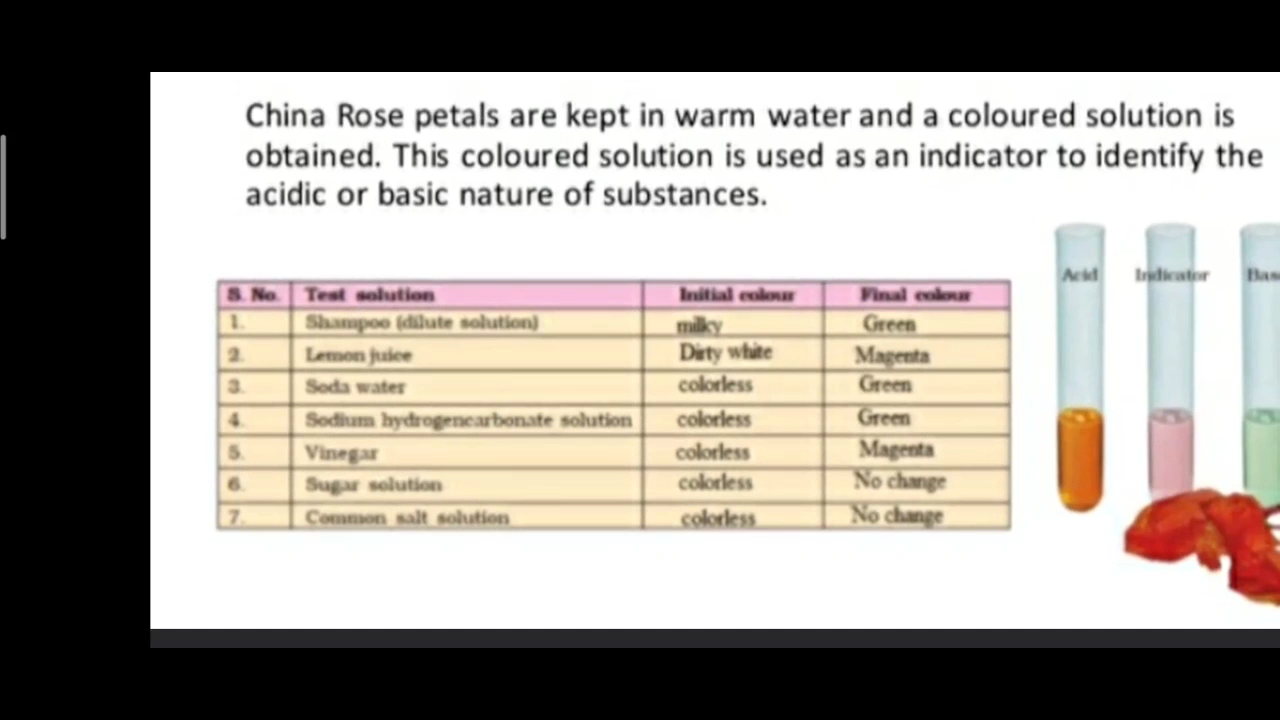 China Rose petals are kept in warm water and a coloured solution is
obtained. This coloured solution is used as an indicator to identify the
acidic or basic nature of substances.
Acid Indicator Bas
S. No. Test solution Initial colour Final colour
1. Shampoo (dilute solution) milky Green
2. Lemon juice Dirty white Magenta
3. Soda water colorless Green
4. Sodium hydrogencarbonate solution colorless Green
5. Vinegar colorless Magenta
6. Sugar solution colorless No change
7. Common salt solution colorless No change